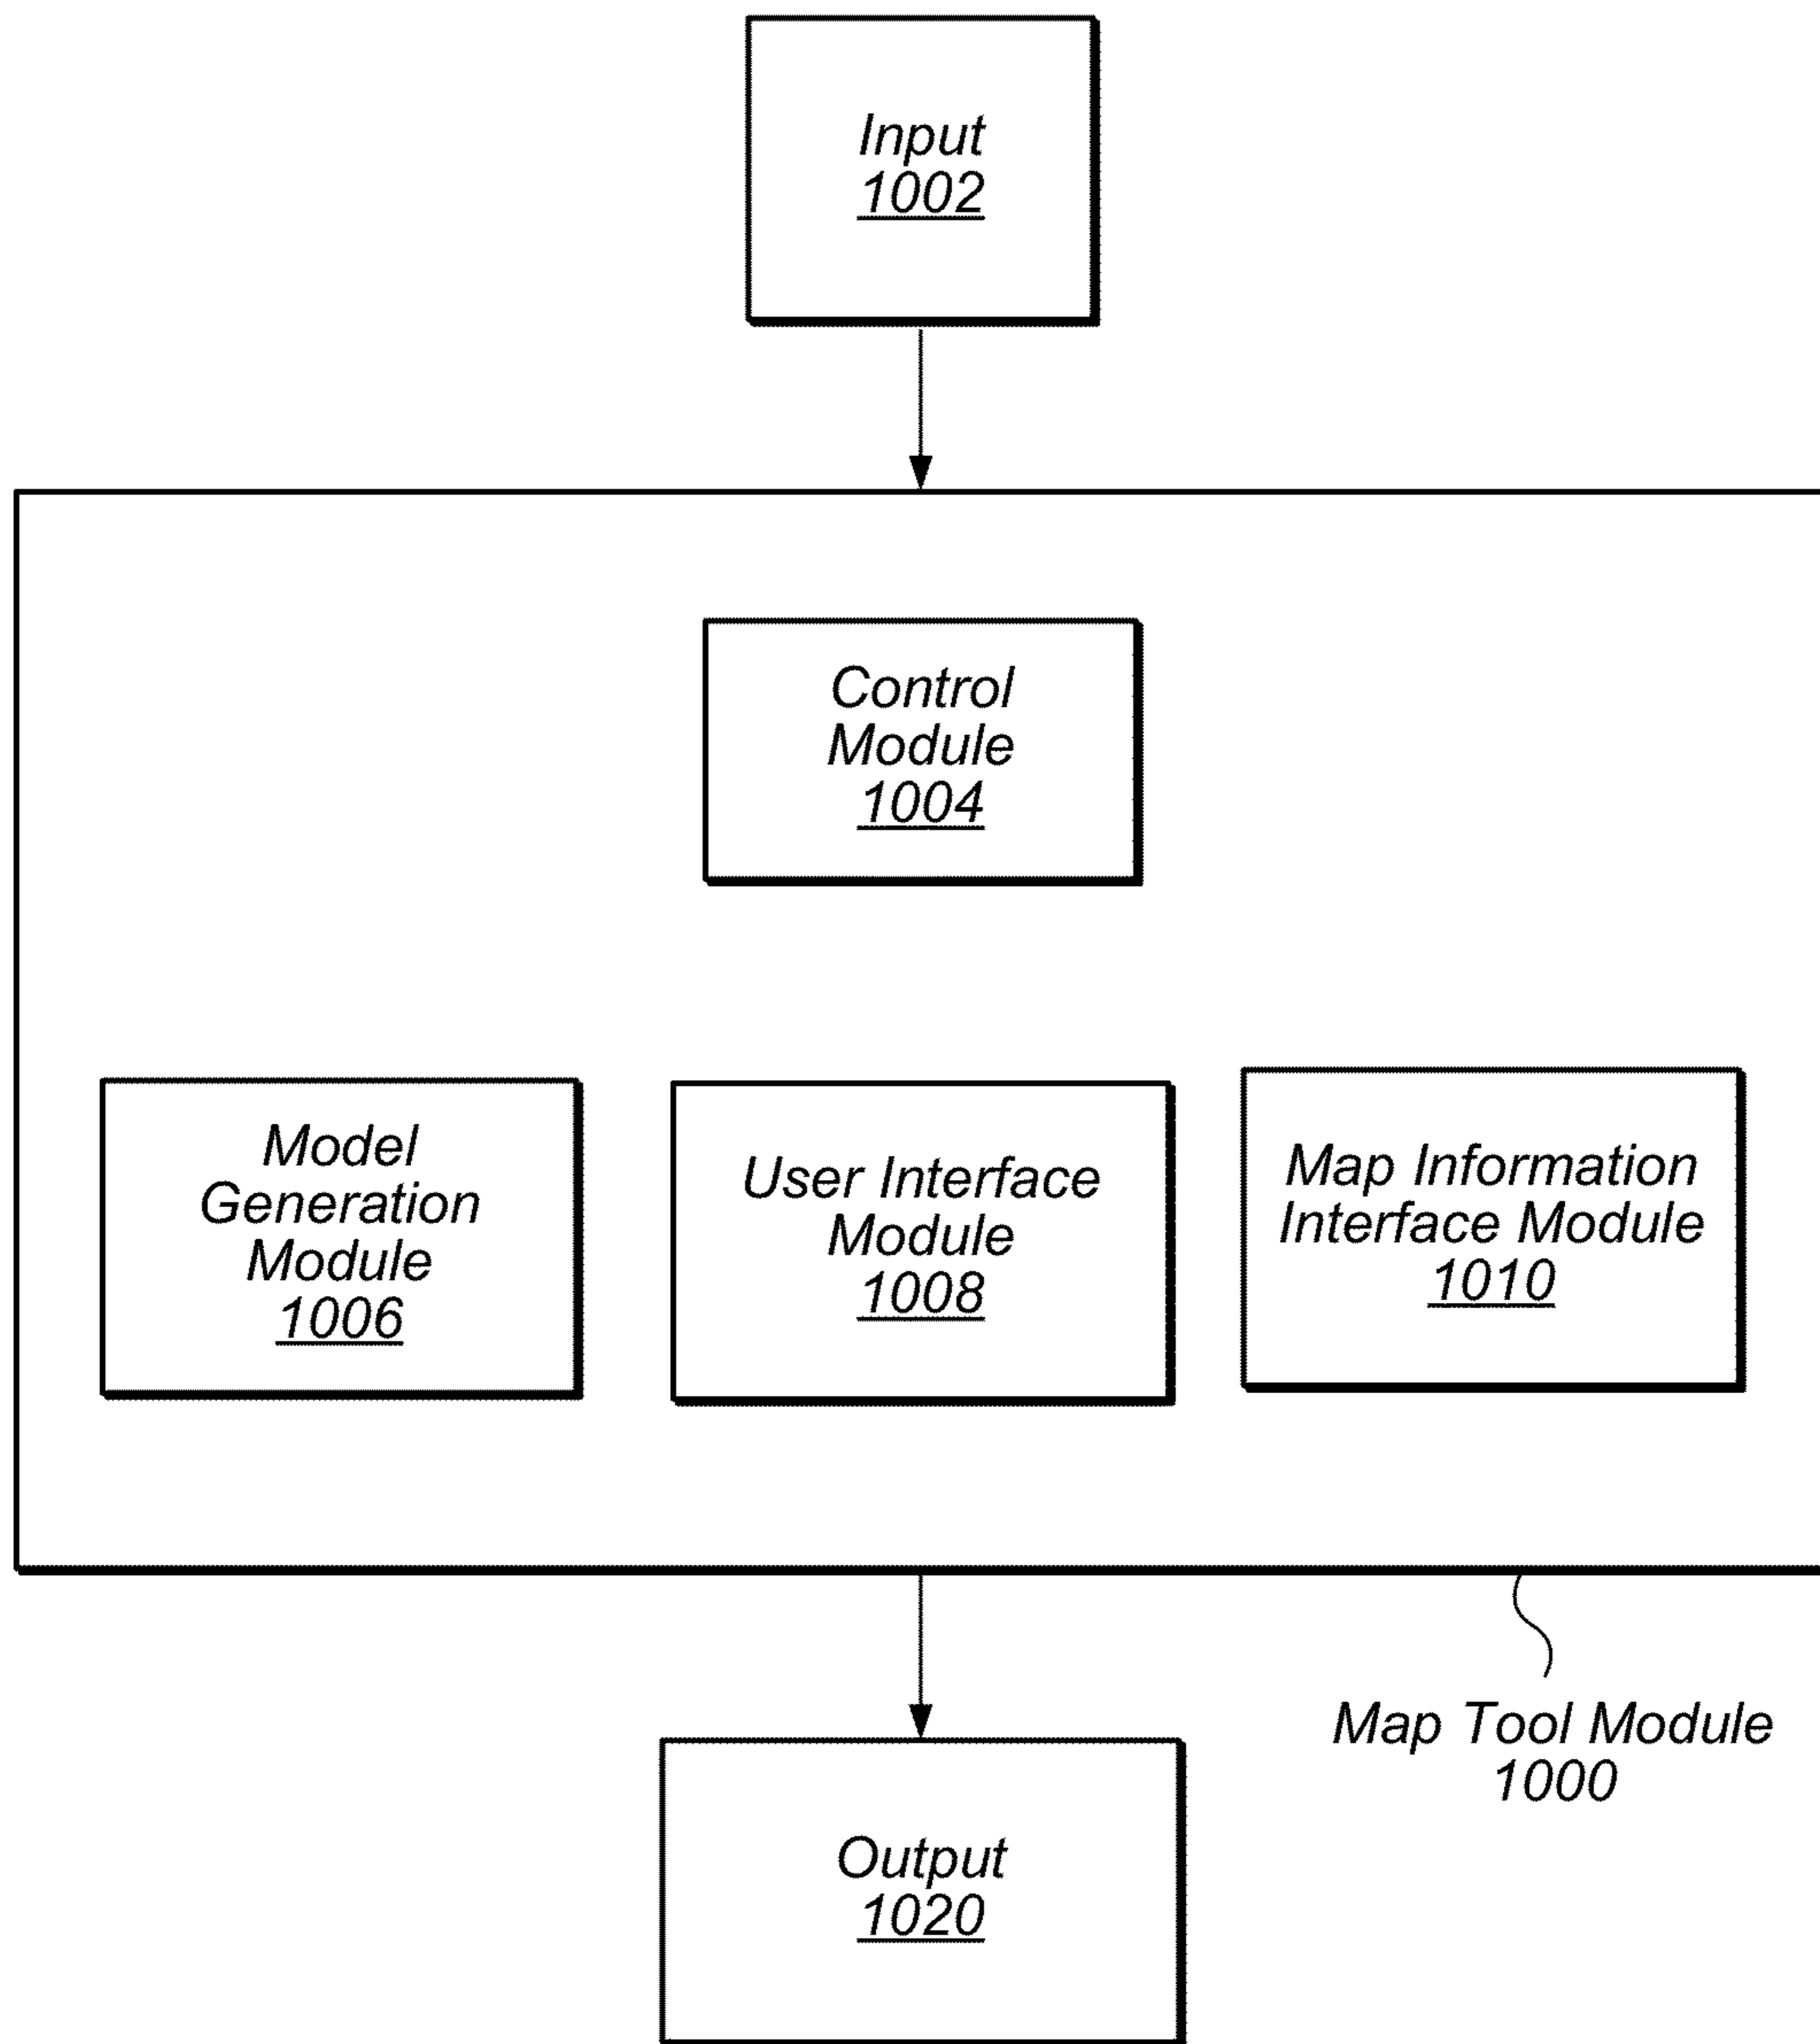 Input
1002
Control
Module
1004
Model
Generation
Module
1006
User Interface
Module
1008
Map Information
Interface Module
1010
Map Tool Module
1000
Output
1020